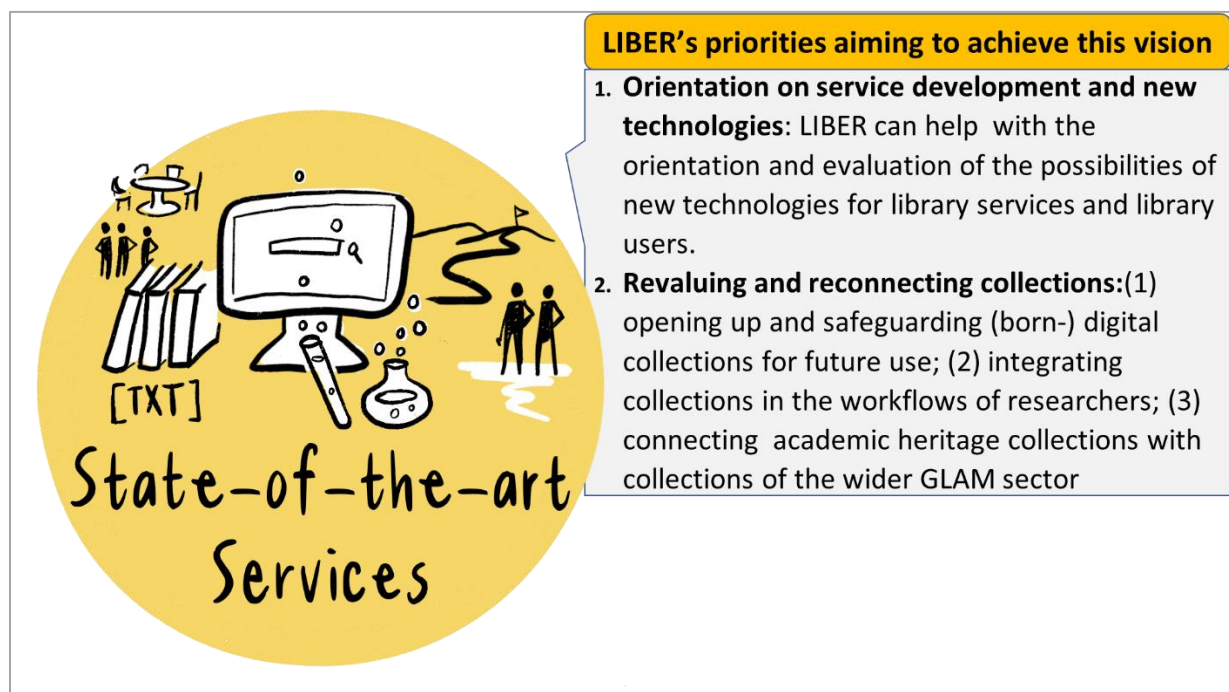 LIBER's priorities aiming to achieve this vision
1. Orientation on service development and new
technologies: LIBER can help with the
orientation and evaluation of the possibilities of
new technologies for library services and library
users.
2. Revaluing and reconnecting collections:(1)
opening up and safeguarding (born-) digital
collections for future use; (2) integrating
collections in the workflows of researchers; (3)
connecting academic heritage collections with
collections of the wider GLAM sector
[TXT]
State-of-the-art
Services